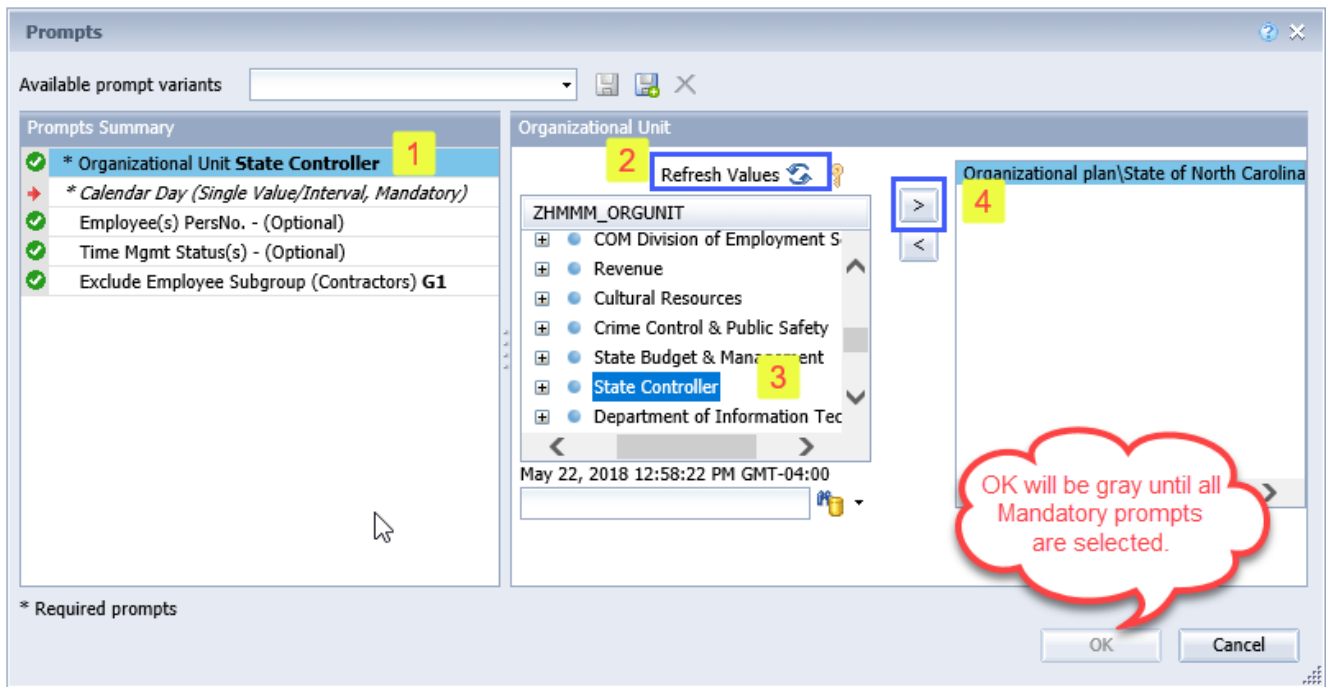 Prompts
Available prompt variants
Prompts Summary
* Organizational Unit State Controller
1
* Calendar Day (Single Value/Interval, Mandatory)
Employee(s) PersNo. - (Optional)
Time Mgmt Status(s) - (Optional)
Exclude Employee Subgroup (Contractors) G1
Organizational Unit
2
Refresh Values
ZHMMM_ORGUNIT
COM Division of Employment S
Revenue
Cultural Resources
Crime Control & Public Safety
State Budget & Management
State Controller
3
Department of Information Tec
May 22, 2018 12:58:22 PM GMT-04:00
>
4
<
Organizational plan\State of North Carolina
OK will be gray until all
Mandatory prompts
are selected.
* Required prompts
OK
Cancel